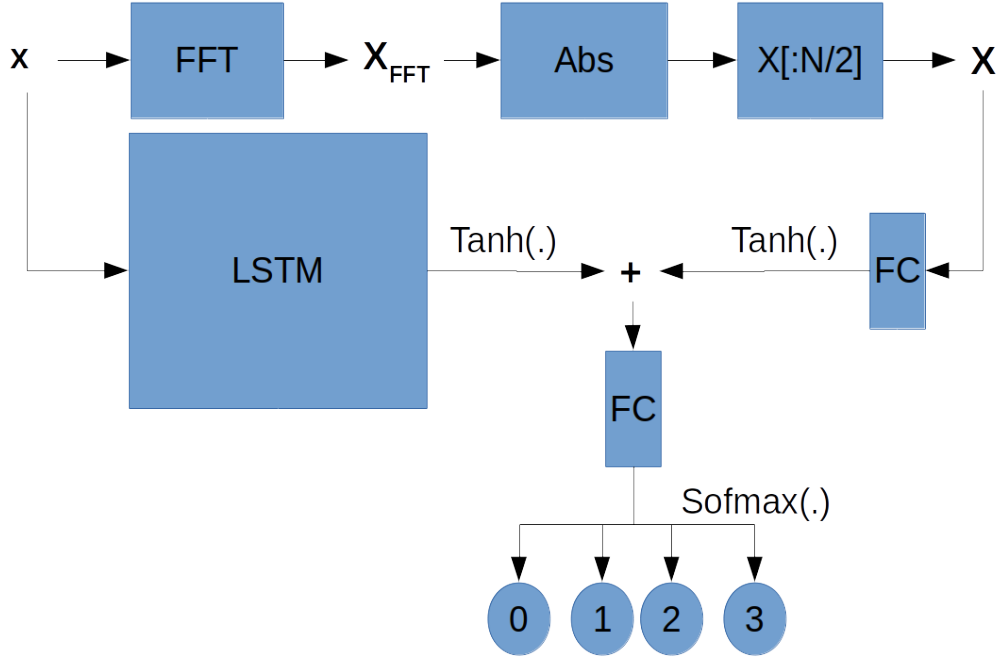 x FFT X_FFT Abs X[:N/2] X
LSTM Tanh(.) + Tanh(.) FC
FC
Sofmax(.)
0 1 2 3